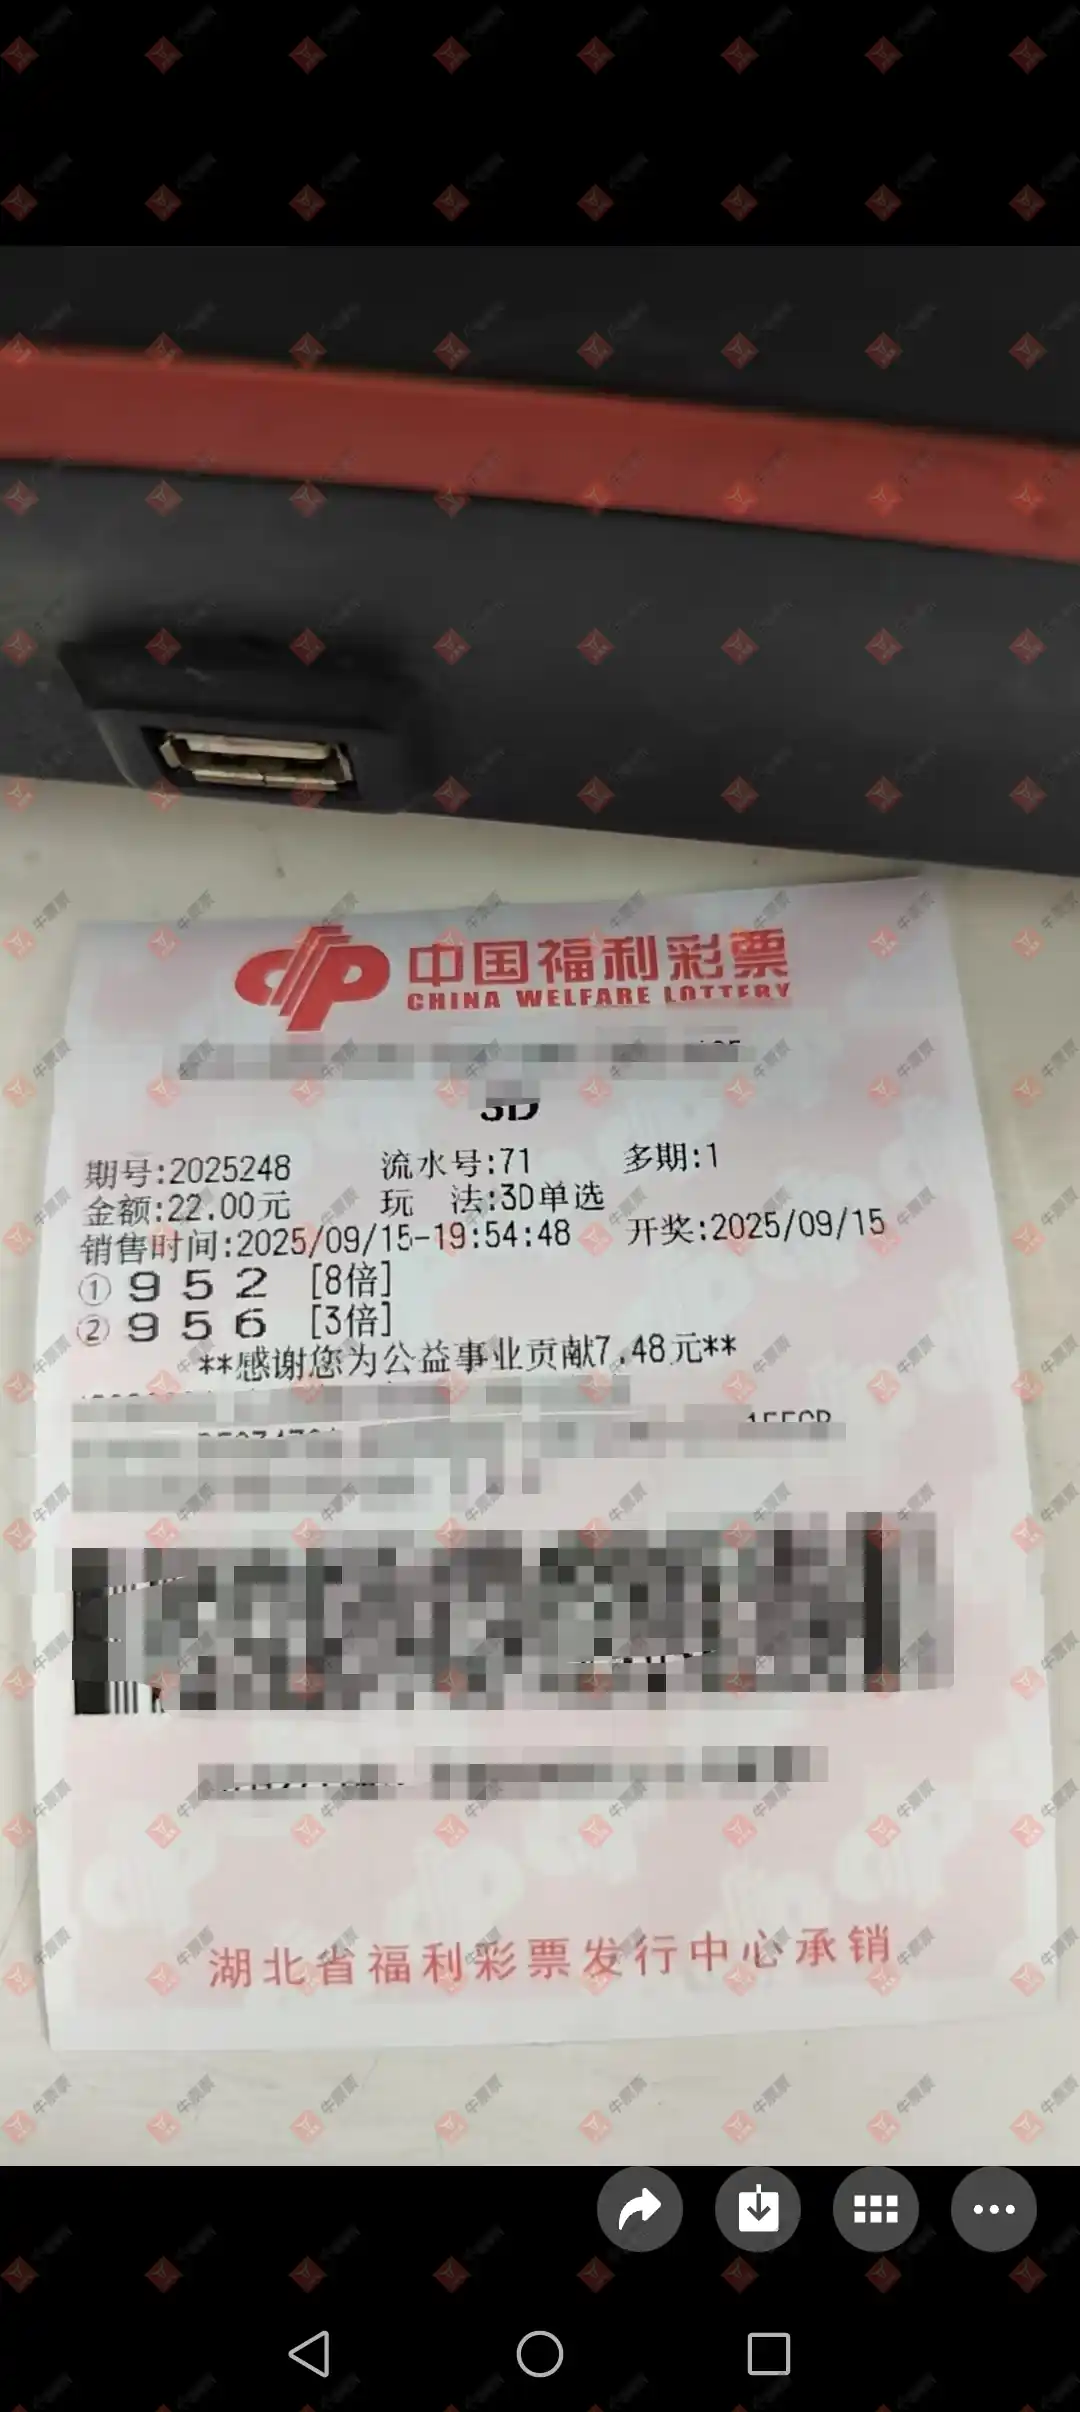 中国福利彩票
CHINA WELFARE LOTTERY
3D
期号:2025248 流水号:71 多期:1
金额:22.00元 玩 法:3D单选
销售时间:2025/09/15-19:54:48 开奖:2025/09/15
① 9 5 2 [8倍]
② 9 5 6 [3倍]
**感谢您为公益事业贡献7.48元**
湖北省福利彩票发行中心承销
牛票票